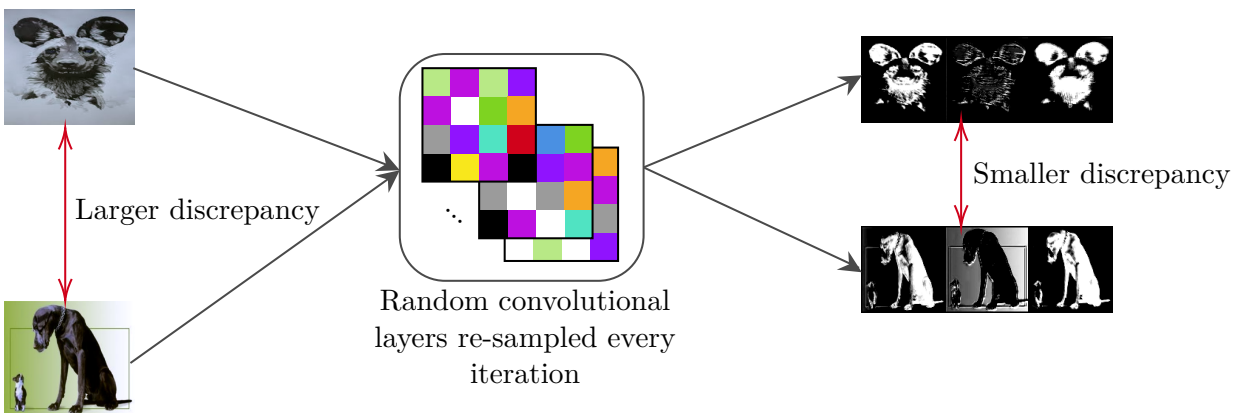 Larger discrepancy
Random convolutional
layers re-sampled every
iteration
Smaller discrepancy